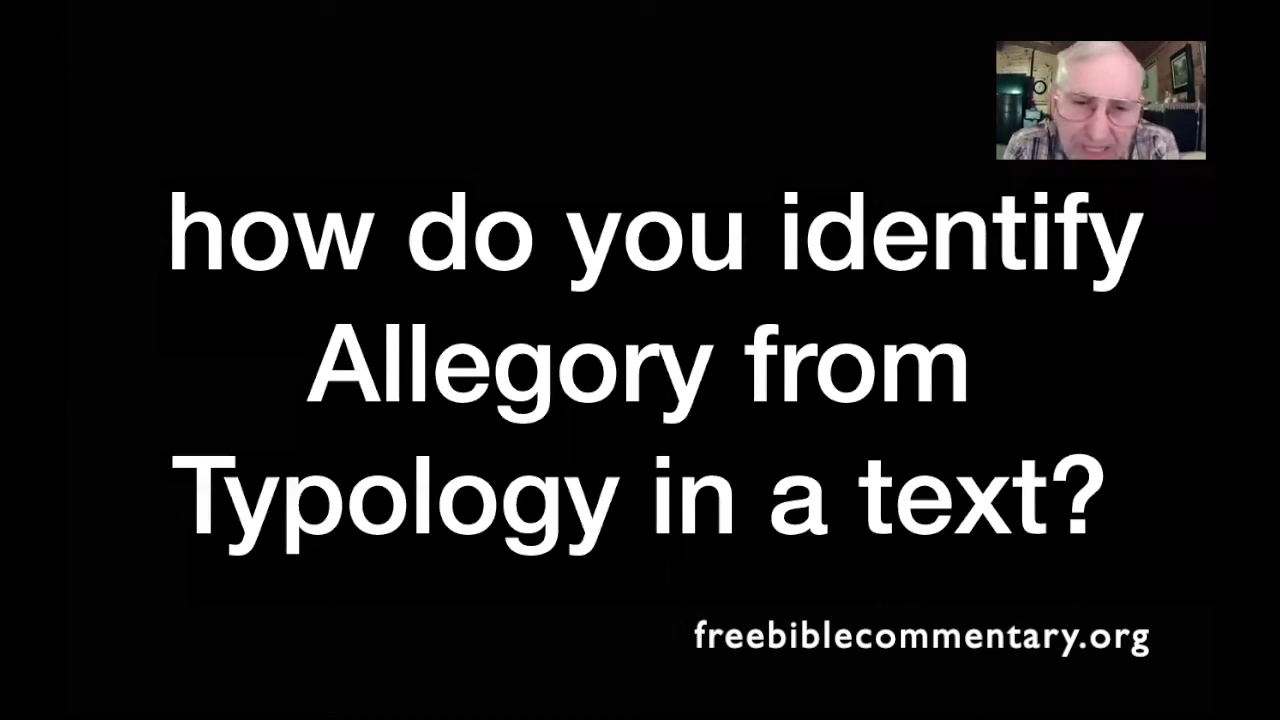 how do you identify
Allegory from
Typology in a text?
freebiblecommentary.org